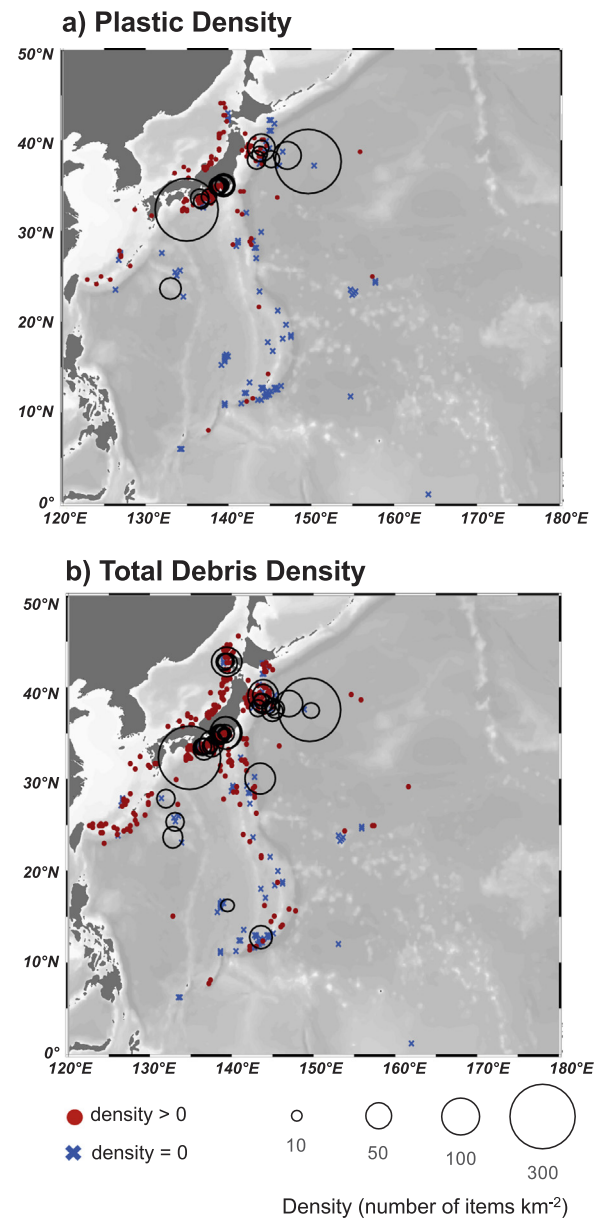 a) Plastic Density
50°N
40°N
30°N
20°N
10°N
0°
120°E 130°E 140°E 150°E 160°E 170°E 180°E
b) Total Debris Density
50°N
40°N
30°N
20°N
10°N
0°
120°E 130°E 140°E 150°E 160°E 170°E 180°E
density > 0
density = 0
10 50 100 300
Density (number of items km-2)